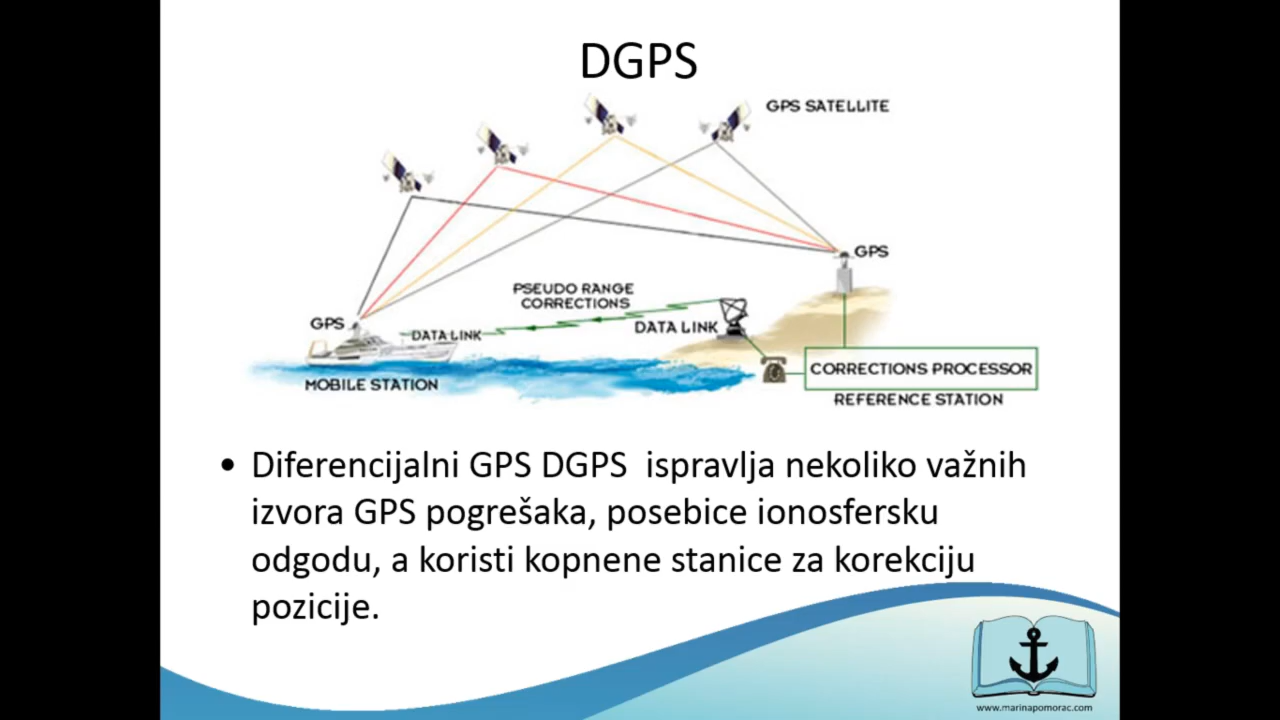 DGPS
GPS SATELLITE
GPS
PSEUDO RANGE
CORRECTIONS
GPS
DATA LINK
DATA LINK
CORRECTIONS PROCESSOR
MOBILE STATION
REFERENCE STATION
• Diferencijalni GPS DGPS  ispravlja nekoliko važnih
izvora GPS pogrešaka, posebice ionosfersku
odgodu, a koristi kopnene stanice za korekciju
pozicije.
www.marinapomorac.com